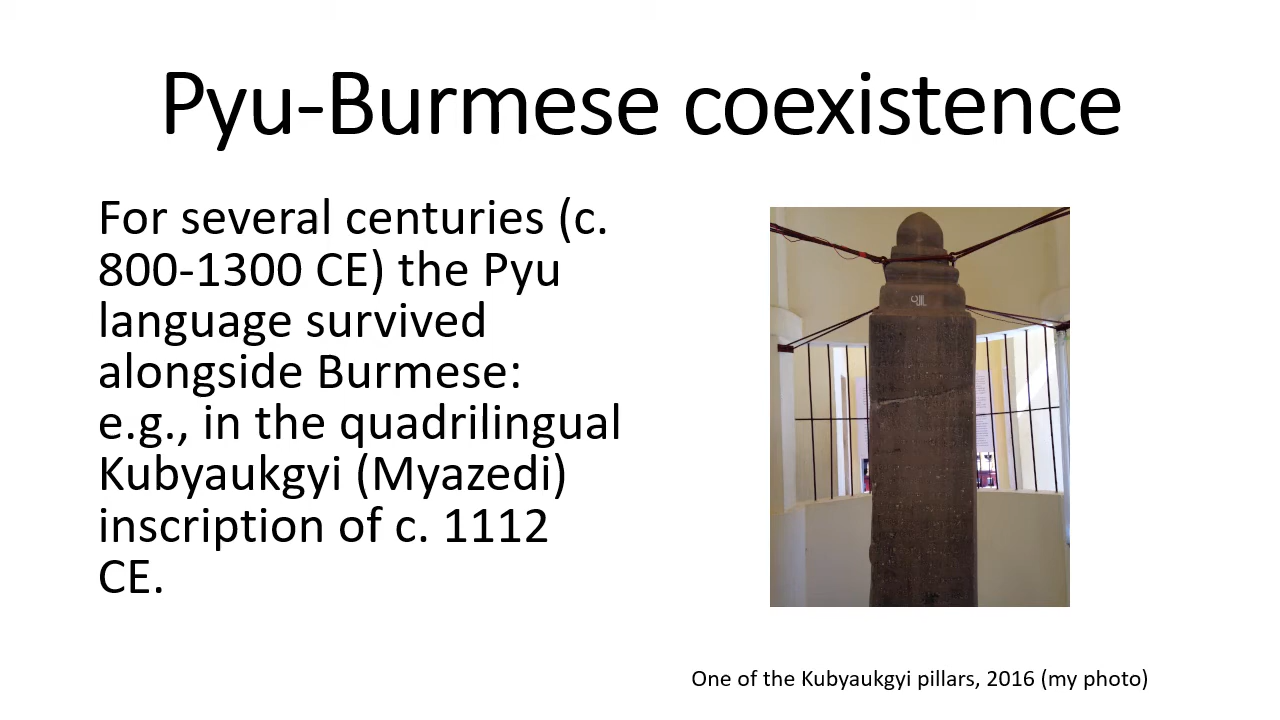 Pyu-Burmese coexistence
For several centuries (c.
800-1300 CE) the Pyu
language survived
alongside Burmese:
e.g., in the quadrilingual
Kubyaukgyi (Myazedi)
inscription of c. 1112
CE.
One of the Kubyaukgyi pillars, 2016 (my photo)